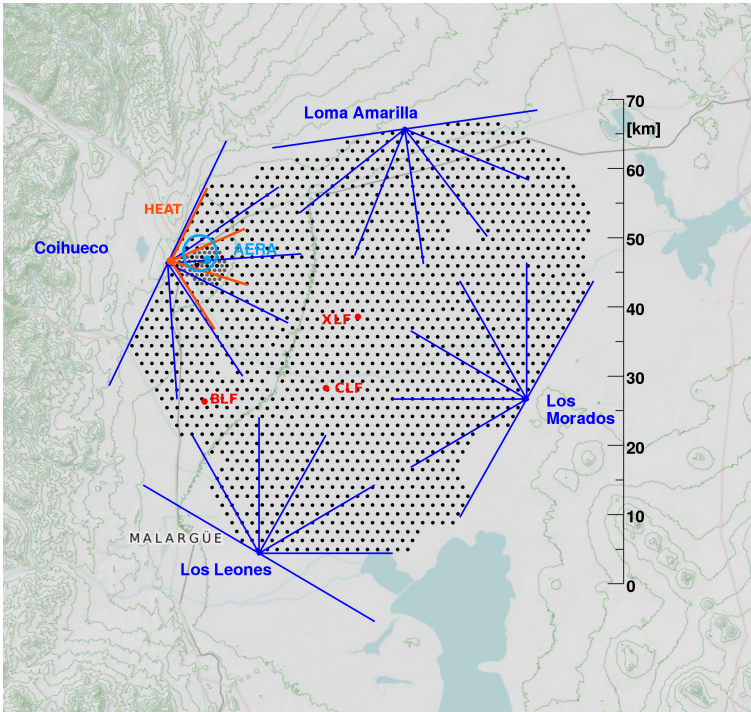 Loma Amarilla
70
[km]
60
HEAT
Coihueco
AERA
50
40
XLF
30
CLF
BLF
Los
Morados
20
10
MALARGÜE
Los Leones
0